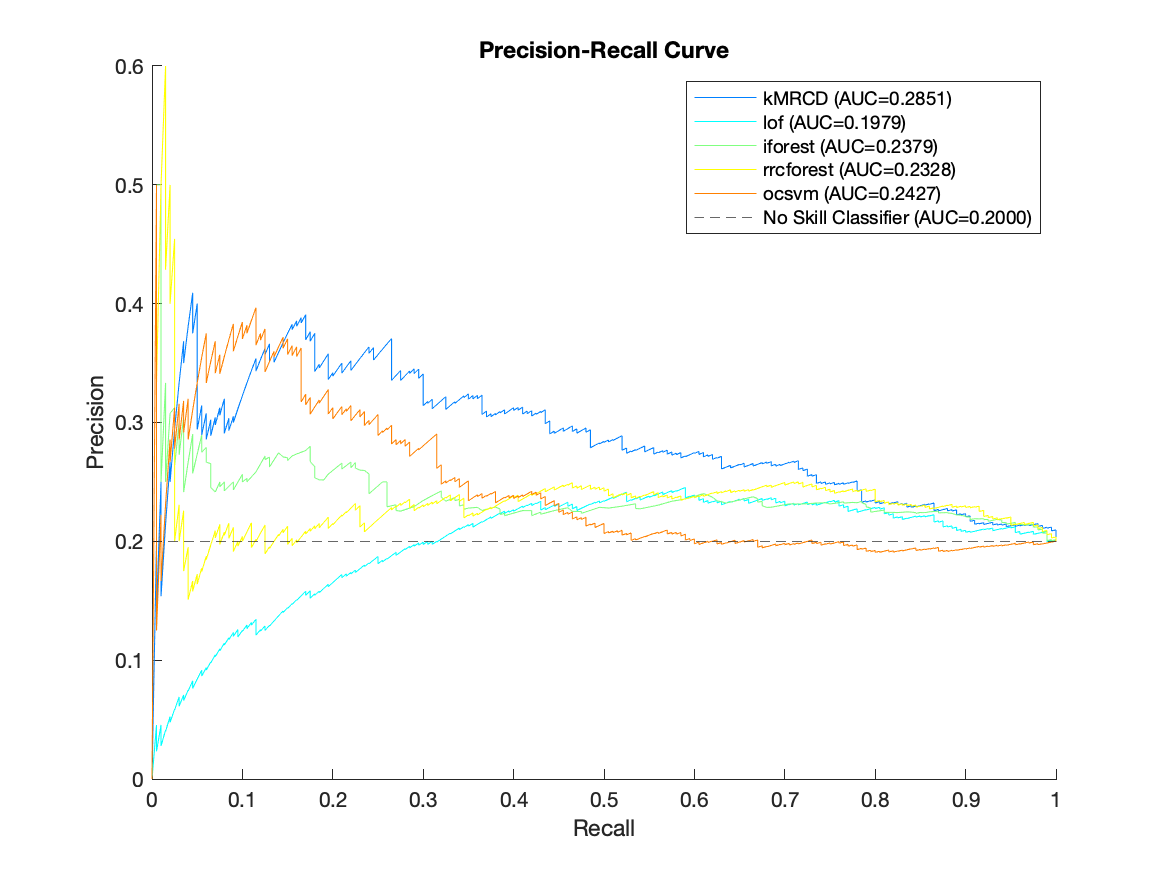 Precision-Recall Curve
kMRCD (AUC=0.2851)
lof (AUC=0.1979)
iforest (AUC=0.2379)
rrcforest (AUC=0.2328)
ocsvm (AUC=0.2427)
No Skill Classifier (AUC=0.2000)
Precision
0.6
0.5
0.4
0.3
0.2
0.1
0
0 0.1 0.2 0.3 0.4 0.5 0.6 0.7 0.8 0.9 1
Recall